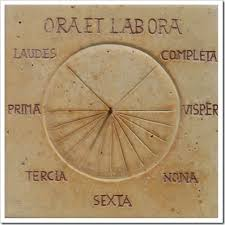 ORA ET LABORA
LAUDES COMPLETA
PRIMA VISPER
TERCIA NONA
SEXTA